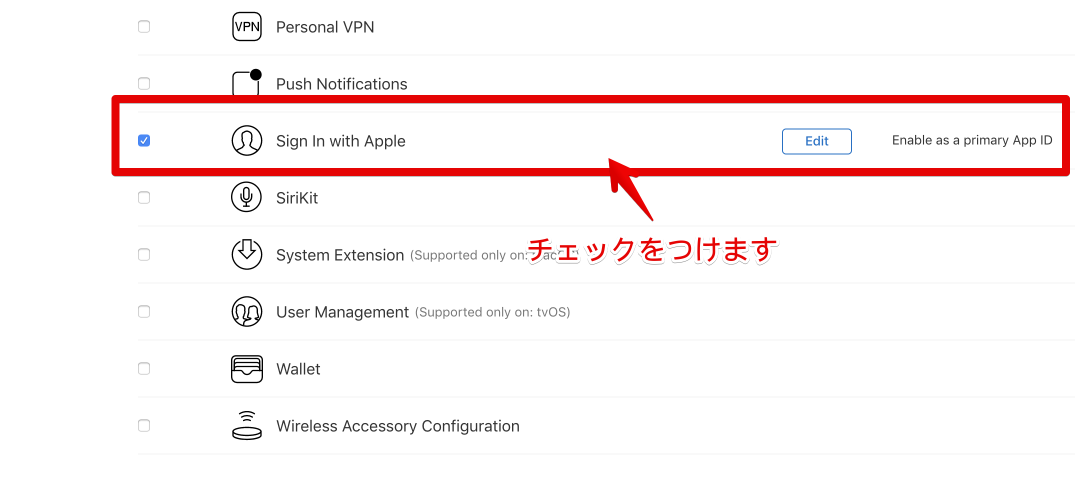 VPN Personal VPN
Push Notifications
Sign In with Apple Edit Enable as a primary App ID
SiriKit
System Extension (Supported only on:
チェックをつけます
User Management (Supported only on: tvOS)
Wallet
Wireless Accessory Configuration